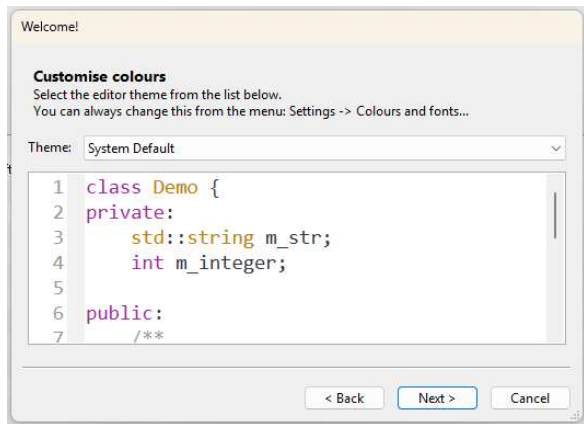 Welcome!
Customise colours
Select the editor theme from the list below.
You can always change this from the menu: Settings -> Colours and fonts...
Theme: System Default
1 class Demo {
2 private:
3     std::string m_str;
4     int m_integer;
5
6 public:
7     /**
< Back Next > Cancel